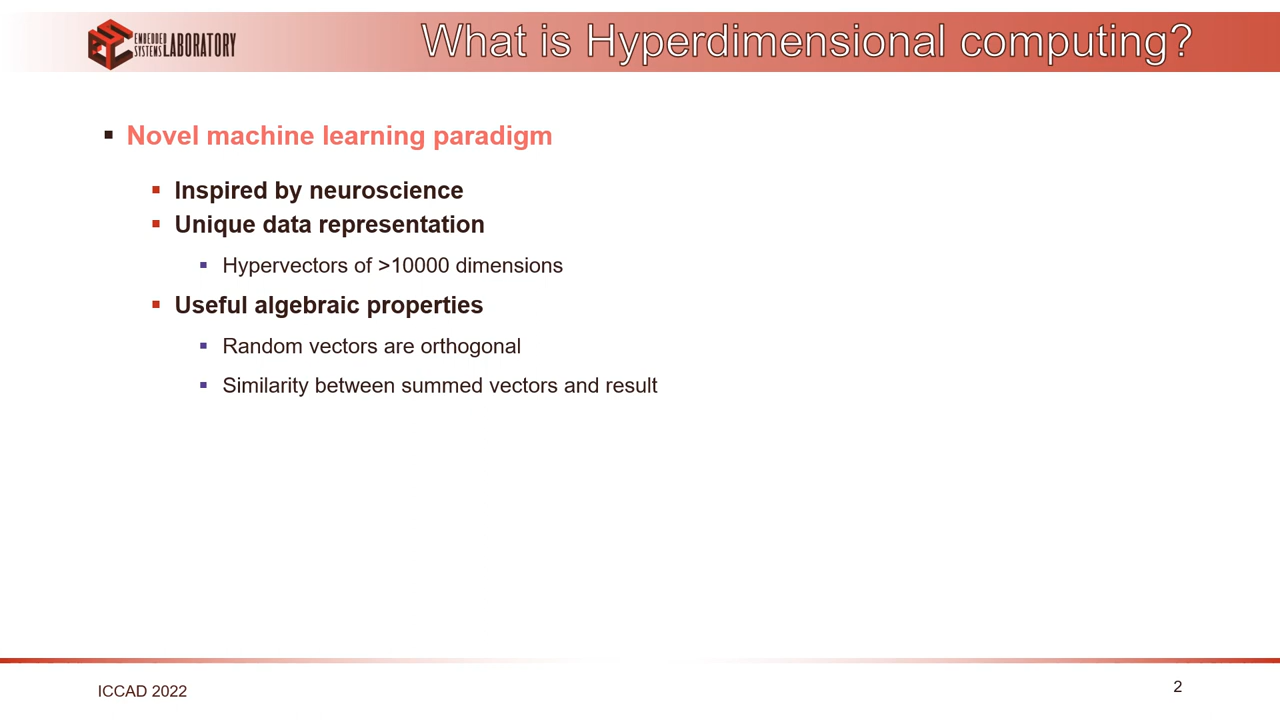 EMBEDDED
SYSTEMS LABORATORY
What is Hyperdimensional computing?
Novel machine learning paradigm
Inspired by neuroscience
Unique data representation
Hypervectors of >10000 dimensions
Useful algebraic properties
Random vectors are orthogonal
Similarity between summed vectors and result
ICCAD 2022
2